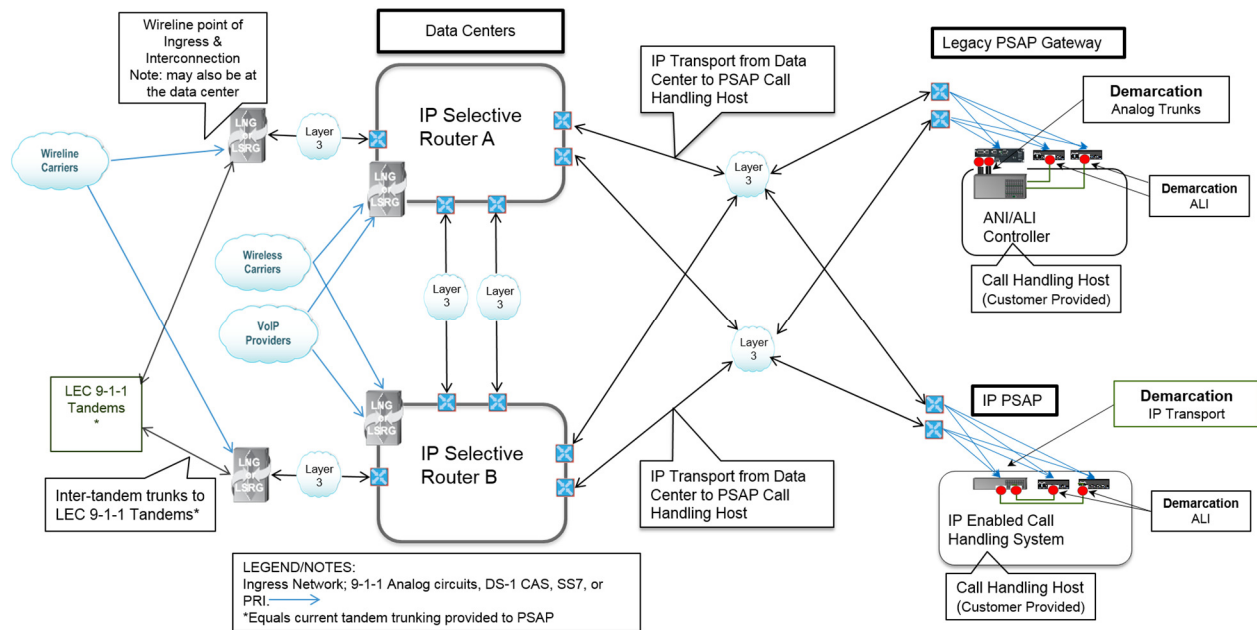 Wireline point of
Ingress &
Interconnection
Note: may also be at
the data center
Data Centers
IP Transport from Data
Center to PSAP Call
Handling Host
Legacy PSAP Gateway
Demarcation
Analog Trunks
LNG
LSRG
Layer
3
IP Selective
Router A
Wireline
Carriers
LNG
LSRG
Layer
3
Demarcation
ALI
ANI/ALI
Controller
Wireless
Carriers
Call Handling Host
(Customer Provided)
Layer
3
Layer
3
VoIP
Providers
Layer
3
LEC 9-1-1
Tandems
*
LNG
LSRG
IP PSAP
Demarcation
IP Transport
LNG
LSRG
Layer
3
IP Selective
Router B
IP Transport from Data
Center to PSAP Call
Handling Host
Inter-tandem trunks to
LEC 9-1-1 Tandems*
Demarcation
ALI
IP Enabled Call
Handling System
Call Handling Host
(Customer Provided)
LEGEND/NOTES:
Ingress Network; 9-1-1 Analog circuits, DS-1 CAS, SS7, or
PRI.
*Equals current tandem trunking provided to PSAP